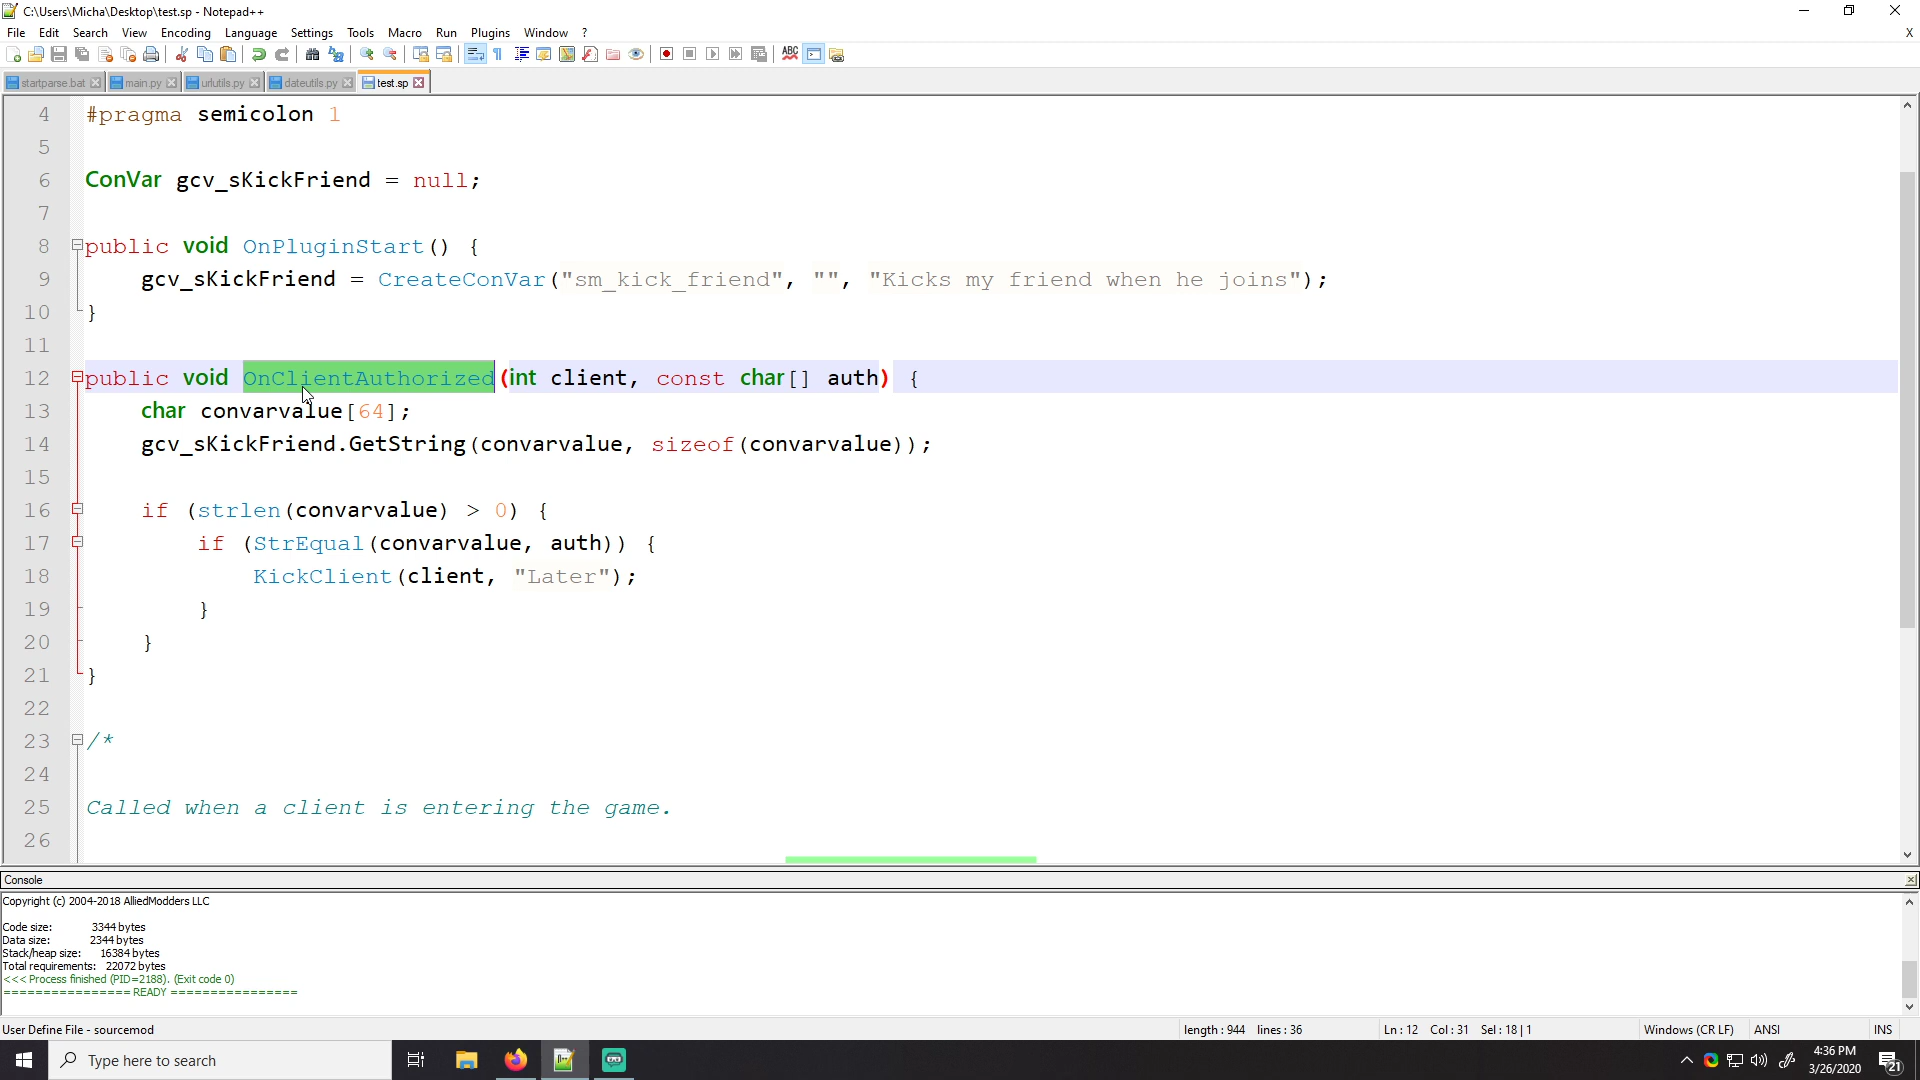 C:\Users\Micha\Desktop\test.sp - Notepad++
File Edit Search View Encoding Language Settings Tools Macro Run Plugins Window ? X
startparse.bat main.py urlutils.py dateutils.py test.sp
4 #pragma semicolon 1
5
6 ConVar gcv_sKickFriend = null;
7
8 public void OnPluginStart() {
9 gcv_sKickFriend = CreateConVar("sm_kick_friend", "", "Kicks my friend when he joins");
10 }
11
12 public void OnClientAuthorized(int client, const char[] auth) {
13 char convarvalue[64];
14 gcv_sKickFriend.GetString(convarvalue, sizeof(convarvalue));
15
16 if (strlen(convarvalue) > 0) {
17 if (StrEqual(convarvalue, auth)) {
18 KickClient(client, "Later");
19 }
20 }
21 }
22
23 /*
24
25 Called when a client is entering the game.
26
Console
Copyright (c) 2004-2018 AlliedModders LLC
Code size: 3344 bytes
Data size: 2344 bytes
Stack/heap size: 16384 bytes
Total requirements: 22072 bytes
<<< Process finished (PID=2188). (Exit code 0)
================ READY ================
User Define File - sourcemod length : 944 lines : 36 Ln : 12 Col : 31 Sel : 18 | 1 Windows (CR LF) ANSI INS
Type here to search
4:36 PM
3/26/2020
21